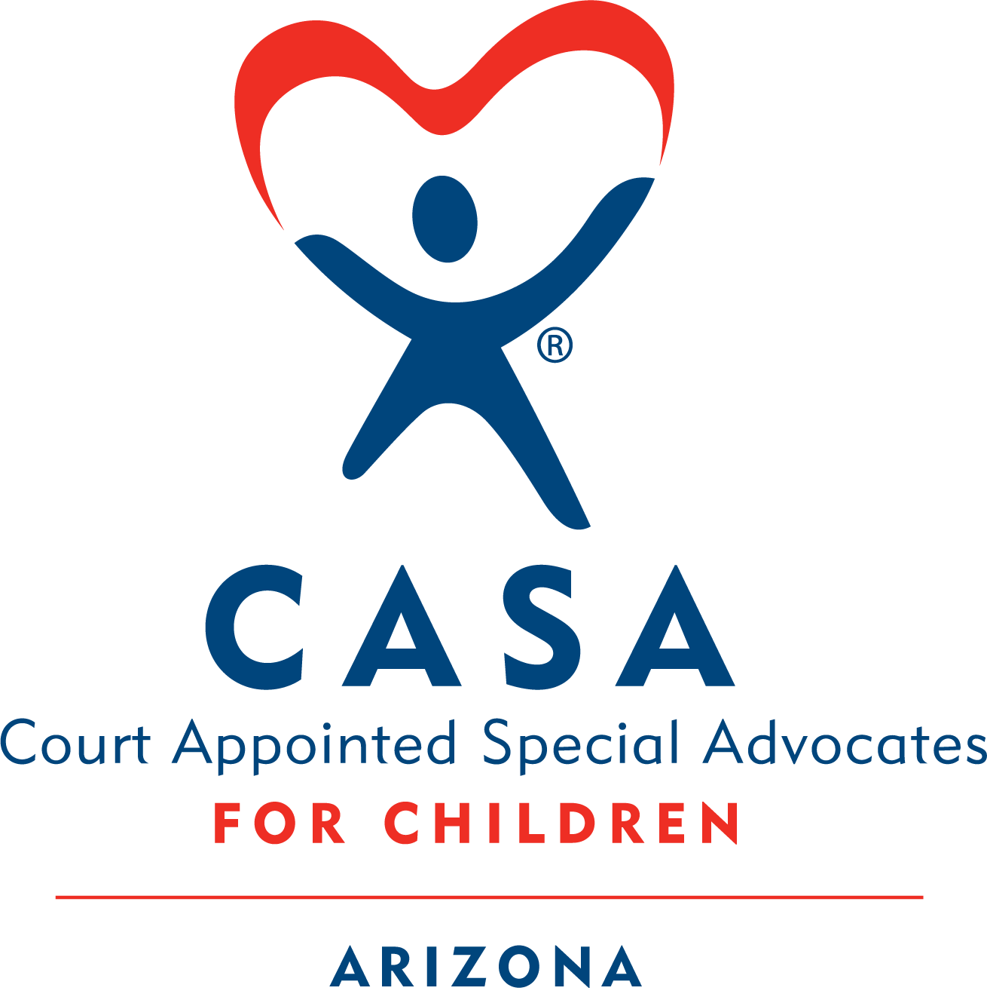 ®
CASA
Court Appointed Special Advocates
FOR CHILDREN
ARIZONA